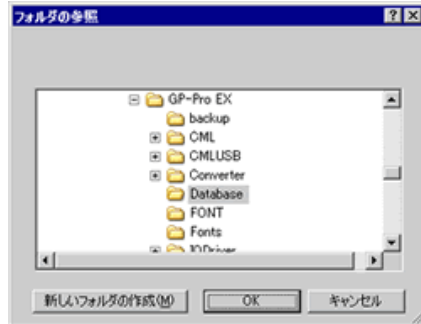 フォルダの参照
GP-Pro EX
backup
CML
CMLUSB
Converter
Database
FONT
Fonts
IODriver
新しいフォルダの作成(M)
OK
キャンセル